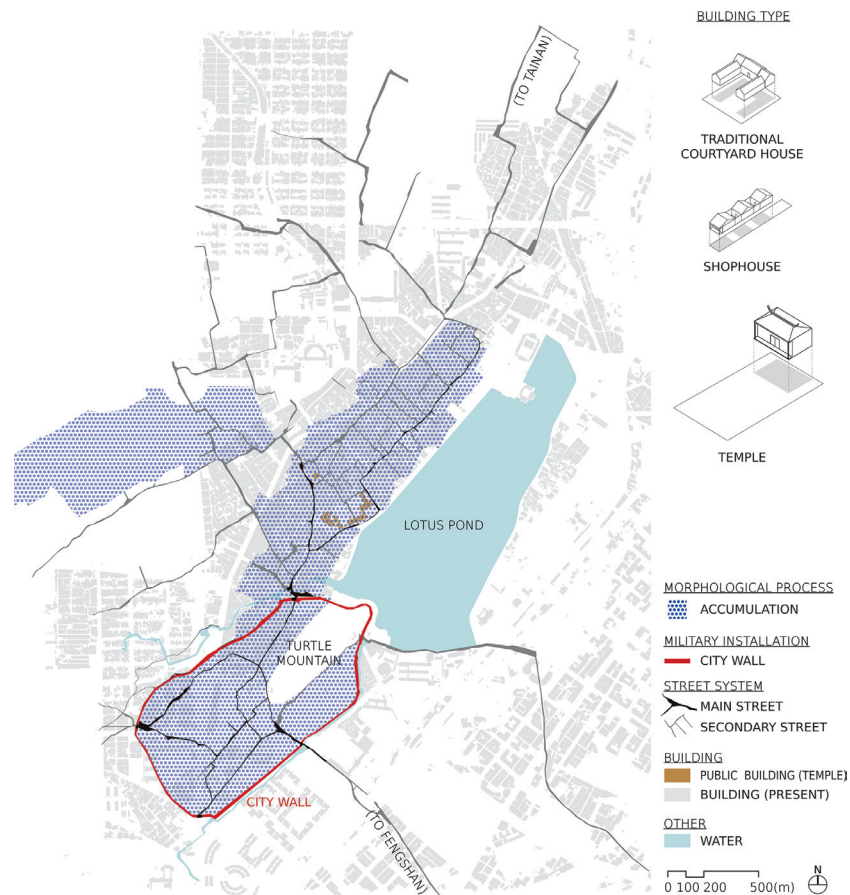 (TO TAINAN)
LOTUS POND
TURTLE
MOUNTAIN
CITY WALL
(TO FENGSHAN)
BUILDING TYPE
TRADITIONAL
COURTYARD HOUSE
SHOPHOUSE
TEMPLE
MORPHOLOGICAL PROCESS
ACCUMULATION
MILITARY INSTALLATION
CITY WALL
STREET SYSTEM
MAIN STREET
SECONDARY STREET
BUILDING
PUBLIC BUILDING (TEMPLE)
BUILDING (PRESENT)
OTHER
WATER
0 100 200 500(m)
N